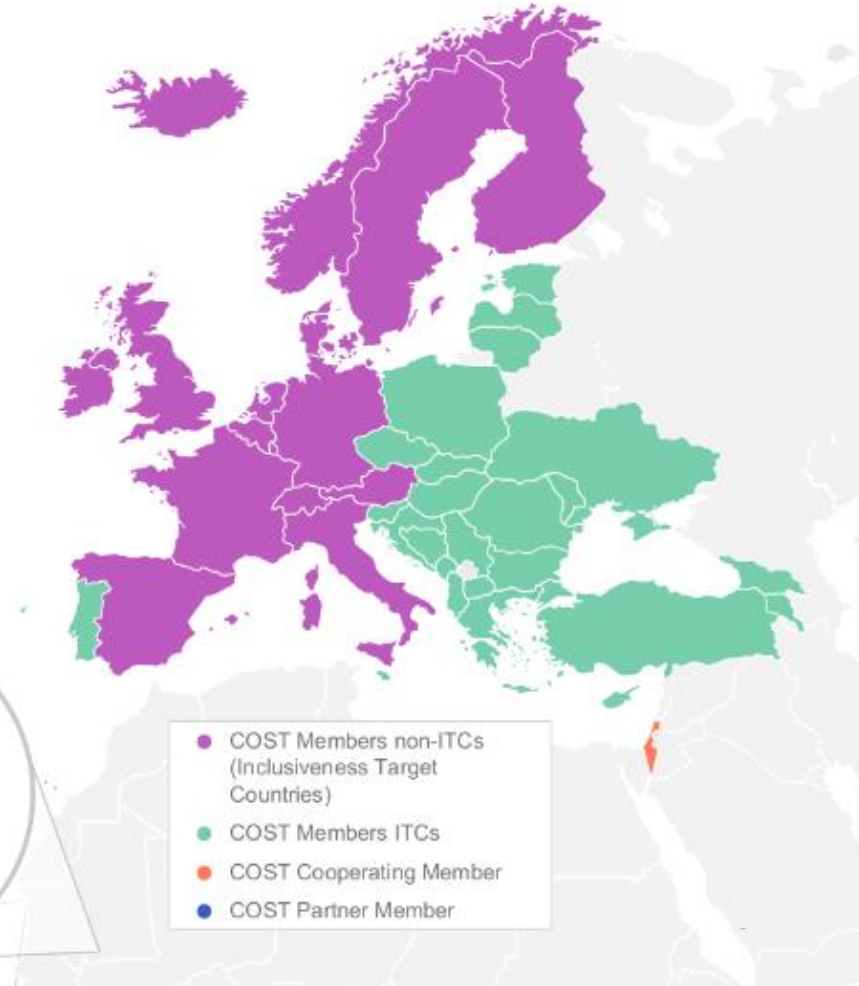 COST Members non-ITCs
(Inclusiveness Target
Countries)
COST Members ITCs
COST Cooperating Member
COST Partner Member